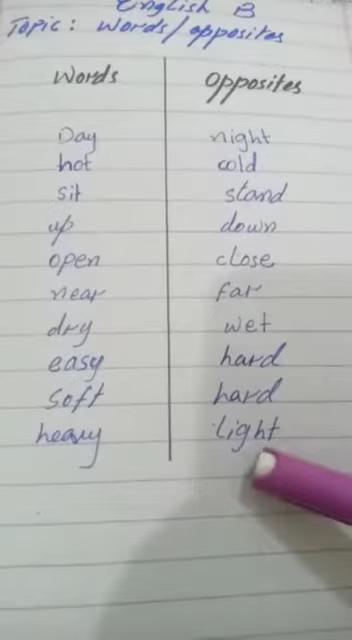 English B
Topic: Words/opposites
Words Opposites
Day night
hot cold
sit stand
up down
open close
near far
dry wet
easy hard
soft hard
heavy light